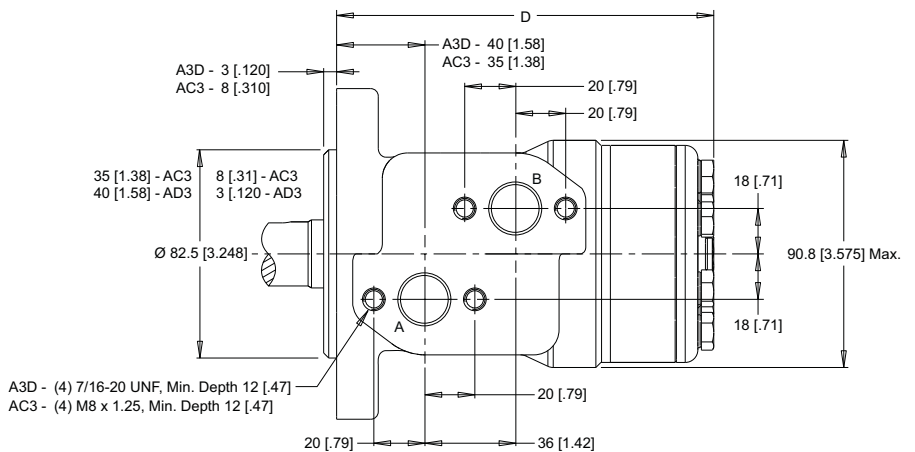 D
A3D - 40 [1.58]
AC3 - 35 [1.38]
A3D - 3 [.120]
AC3 - 8 [.310]
20 [.79]
20 [.79]
35 [1.38] - AC3
40 [1.58] - AD3
8 [.31] - AC3
3 [.120 - AD3
B
18 [.71]
Ø 82.5 [3.248]
90.8 [3.575] Max.
A
18 [.71]
A3D - (4) 7/16-20 UNF, Min. Depth 12 [.47]
AC3 - (4) M8 x 1.25, Min. Depth 12 [.47]
20 [.79]
20 [.79]
36 [1.42]